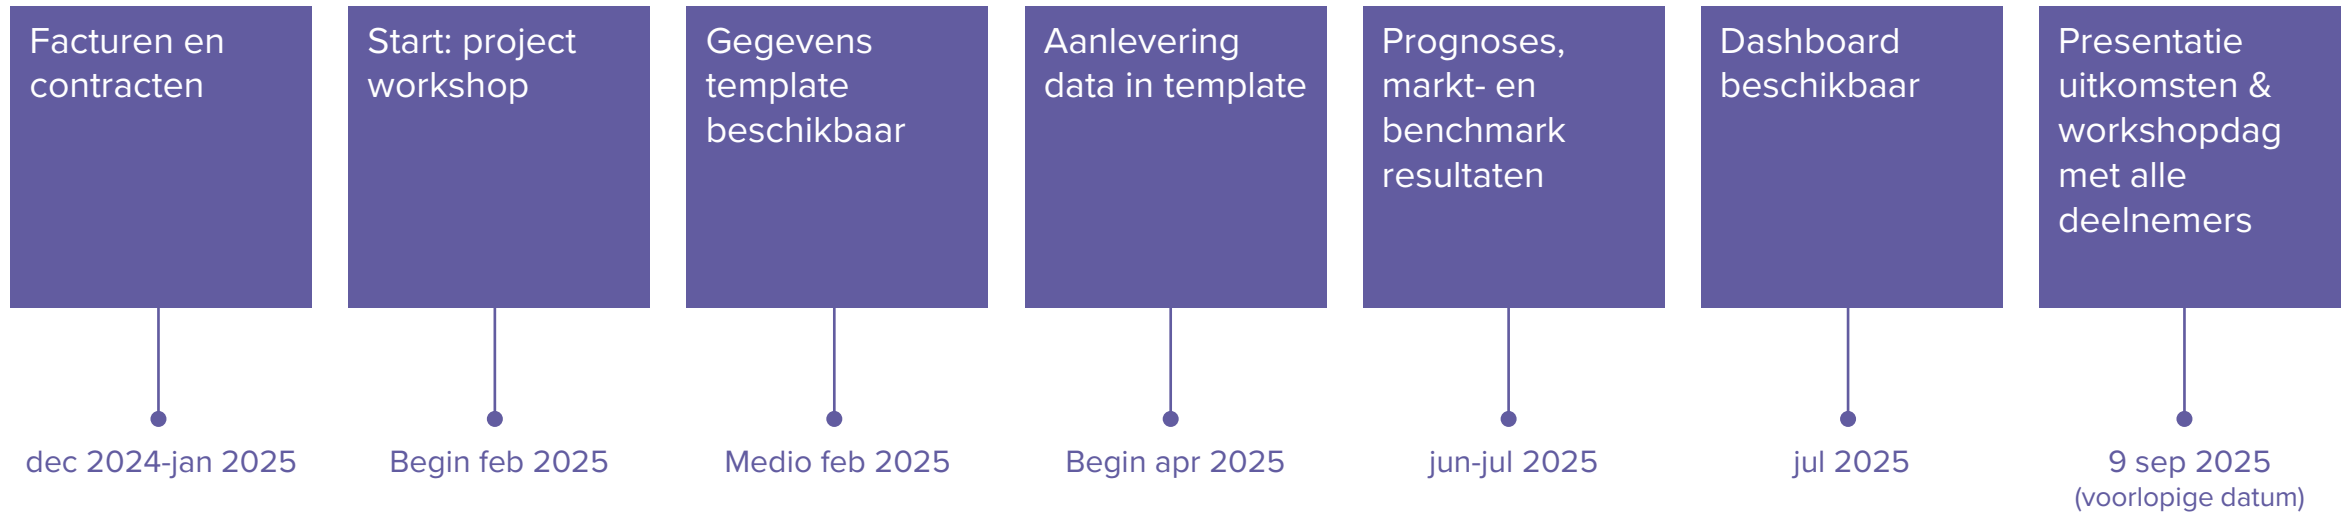 Facturen en
contracten
dec 2024-jan 2025
Start: project
workshop
Begin feb 2025
Gegevens
template
beschikbaar
Medio feb 2025
Aanlevering
data in template
Begin apr 2025
Prognoses,
markt- en
benchmark
resultaten
jun-jul 2025
Dashboard
beschikbaar
jul 2025
Presentatie
uitkomsten &
workshopdag
met alle
deelnemers
9 sep 2025
(voorlopige datum)